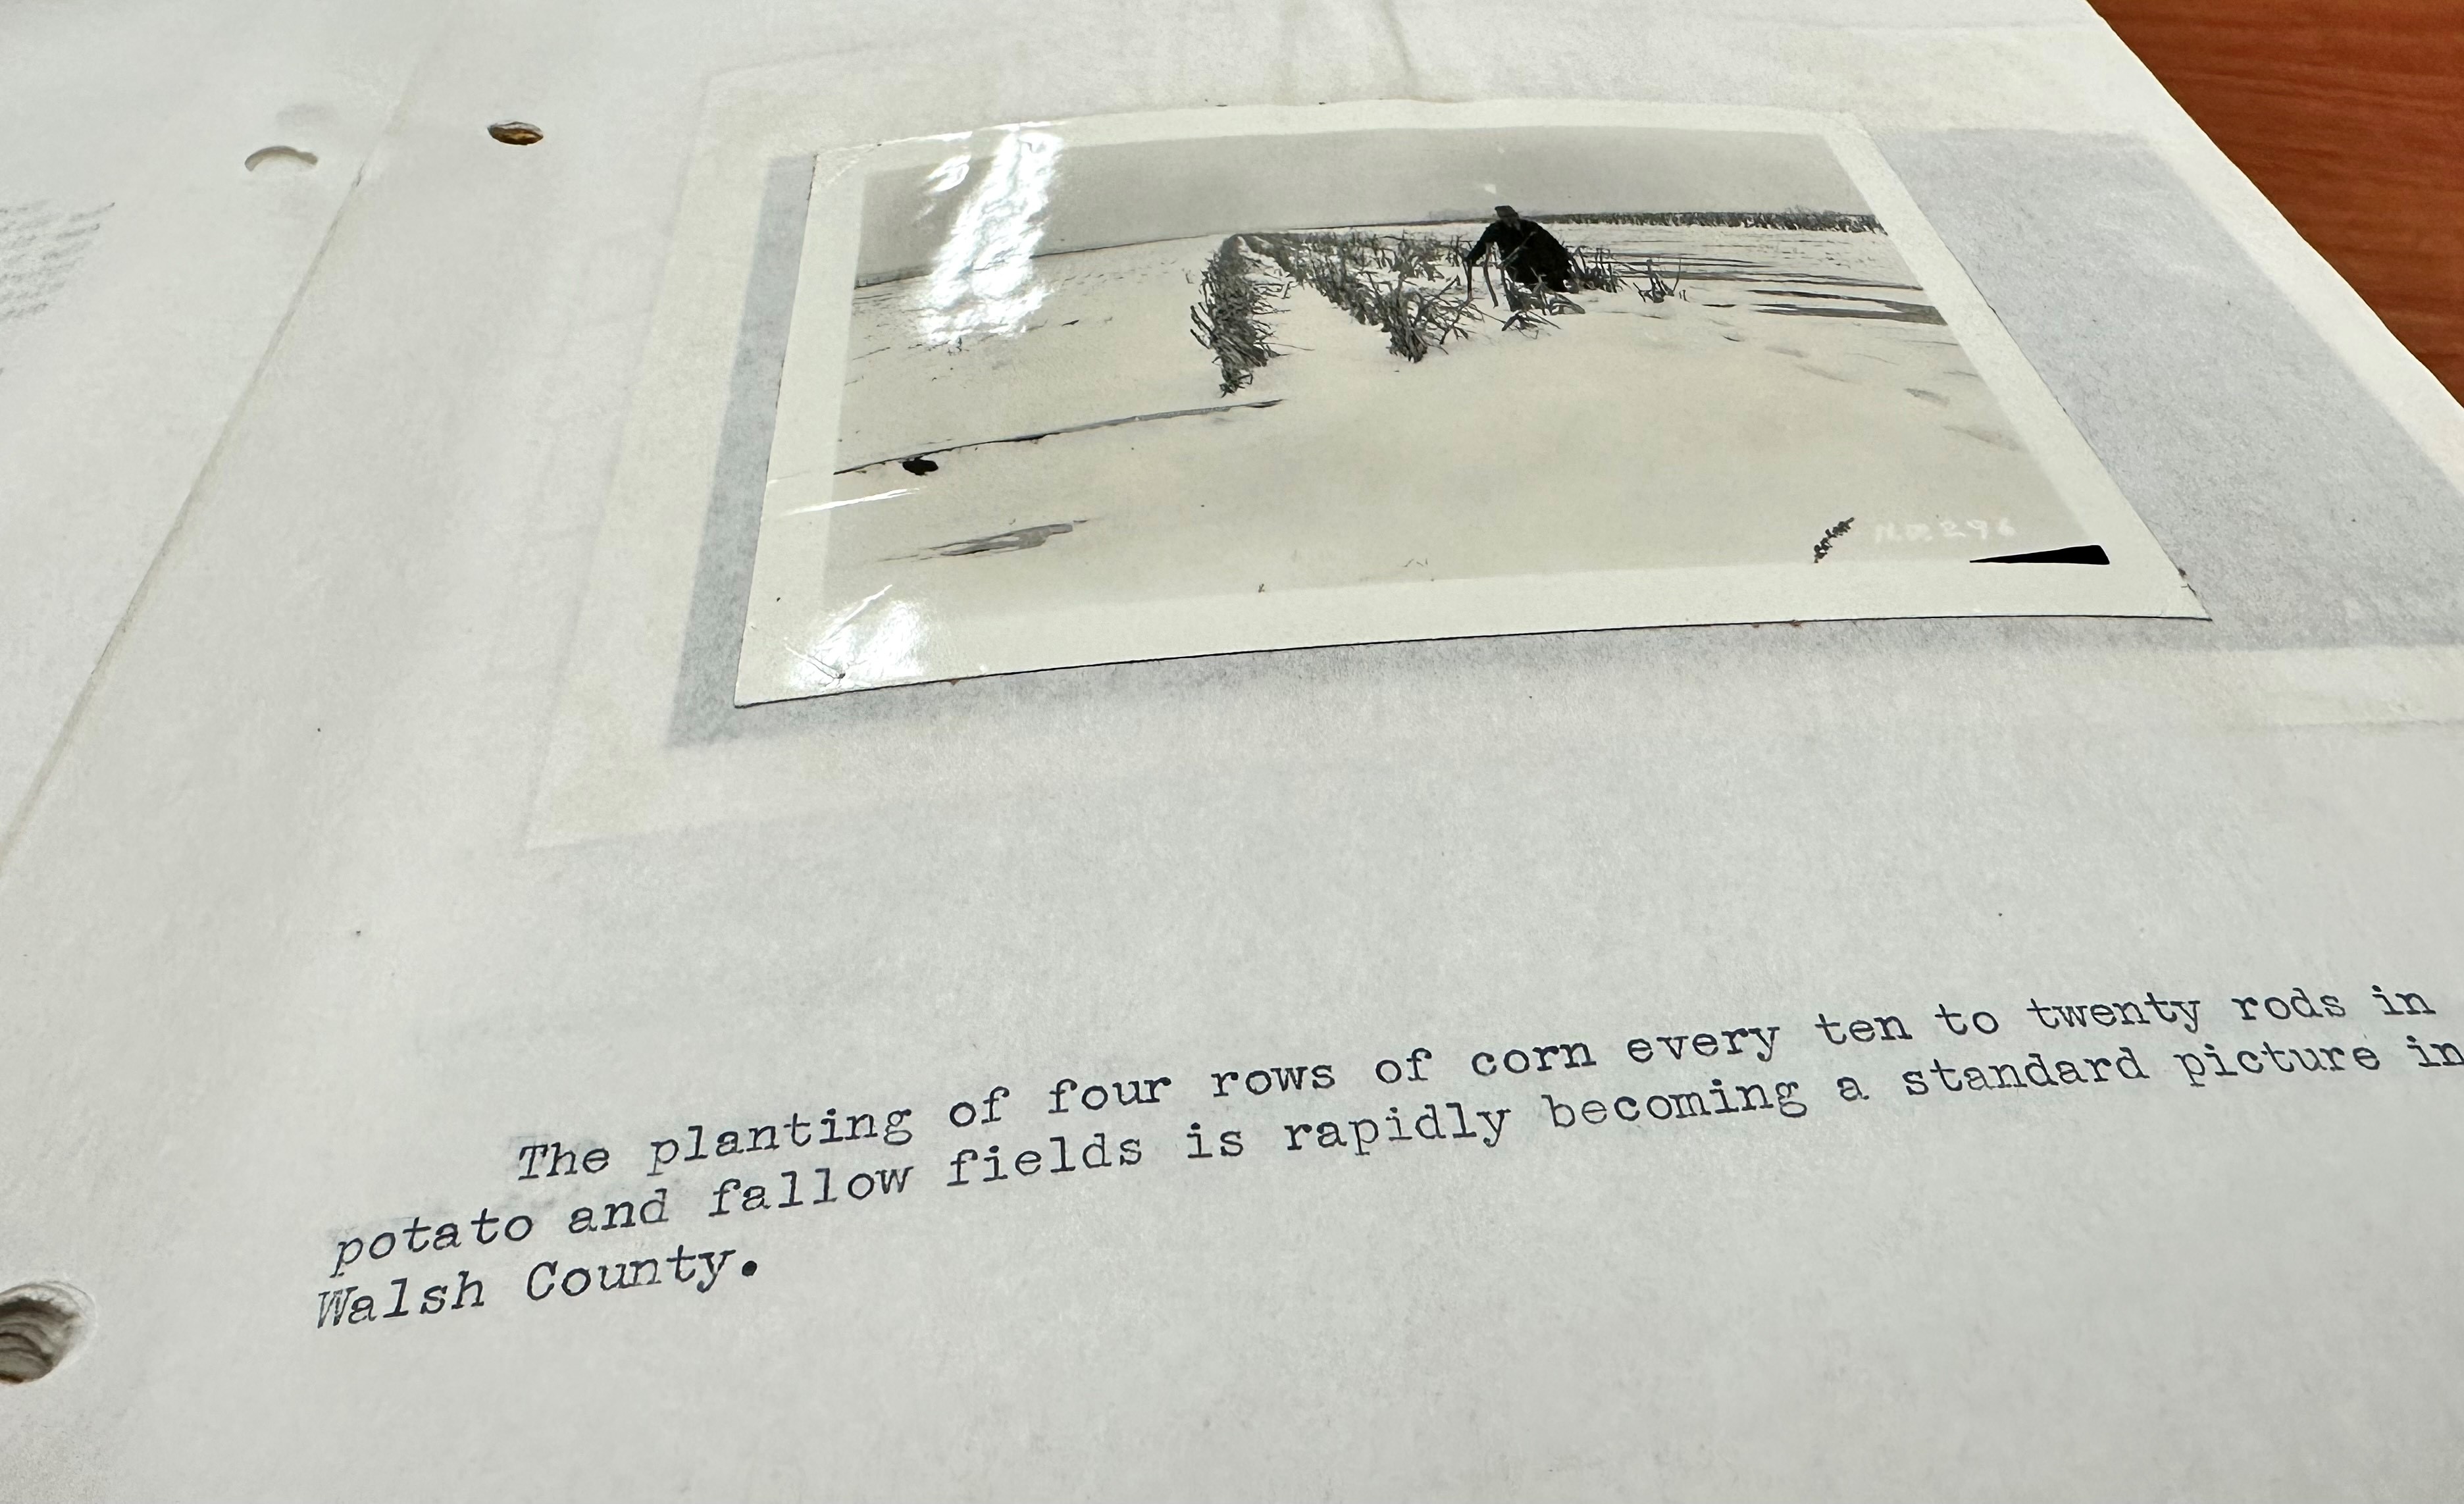 N.D. 296
The planting of four rows of corn every ten to twenty rods in
potato and fallow fields is rapidly becoming a standard picture in
Walsh County.